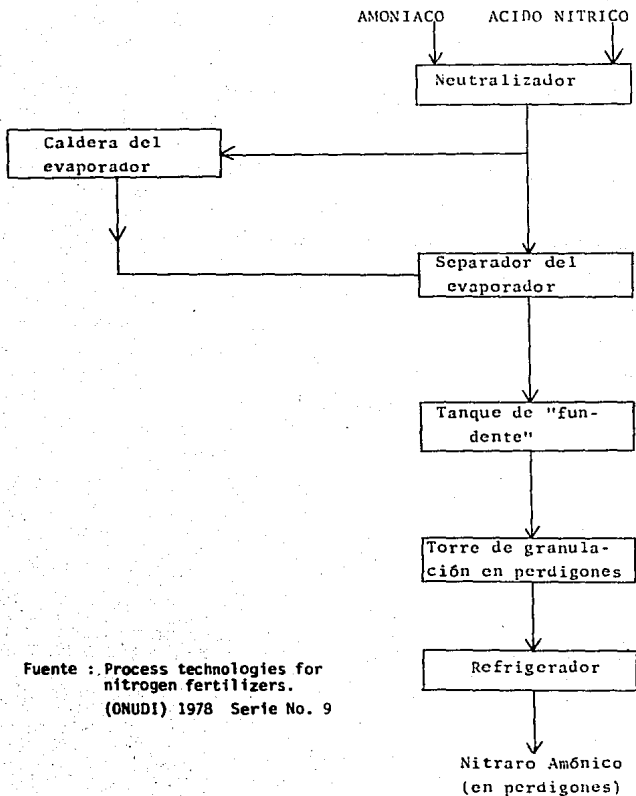 AMONIACO ACIDO NITRICO
Neutralizador
Caldera del
evaporador
Separador del
evaporador
Tanque de "fun-
dente"
Torre de granula-
ción en perdigones
Refrigerador
Fuente : Process technologies for
nitrogen fertilizers.
(ONUDI) 1978 Serie No. 9
Nitraro Amónico
(en perdigones)